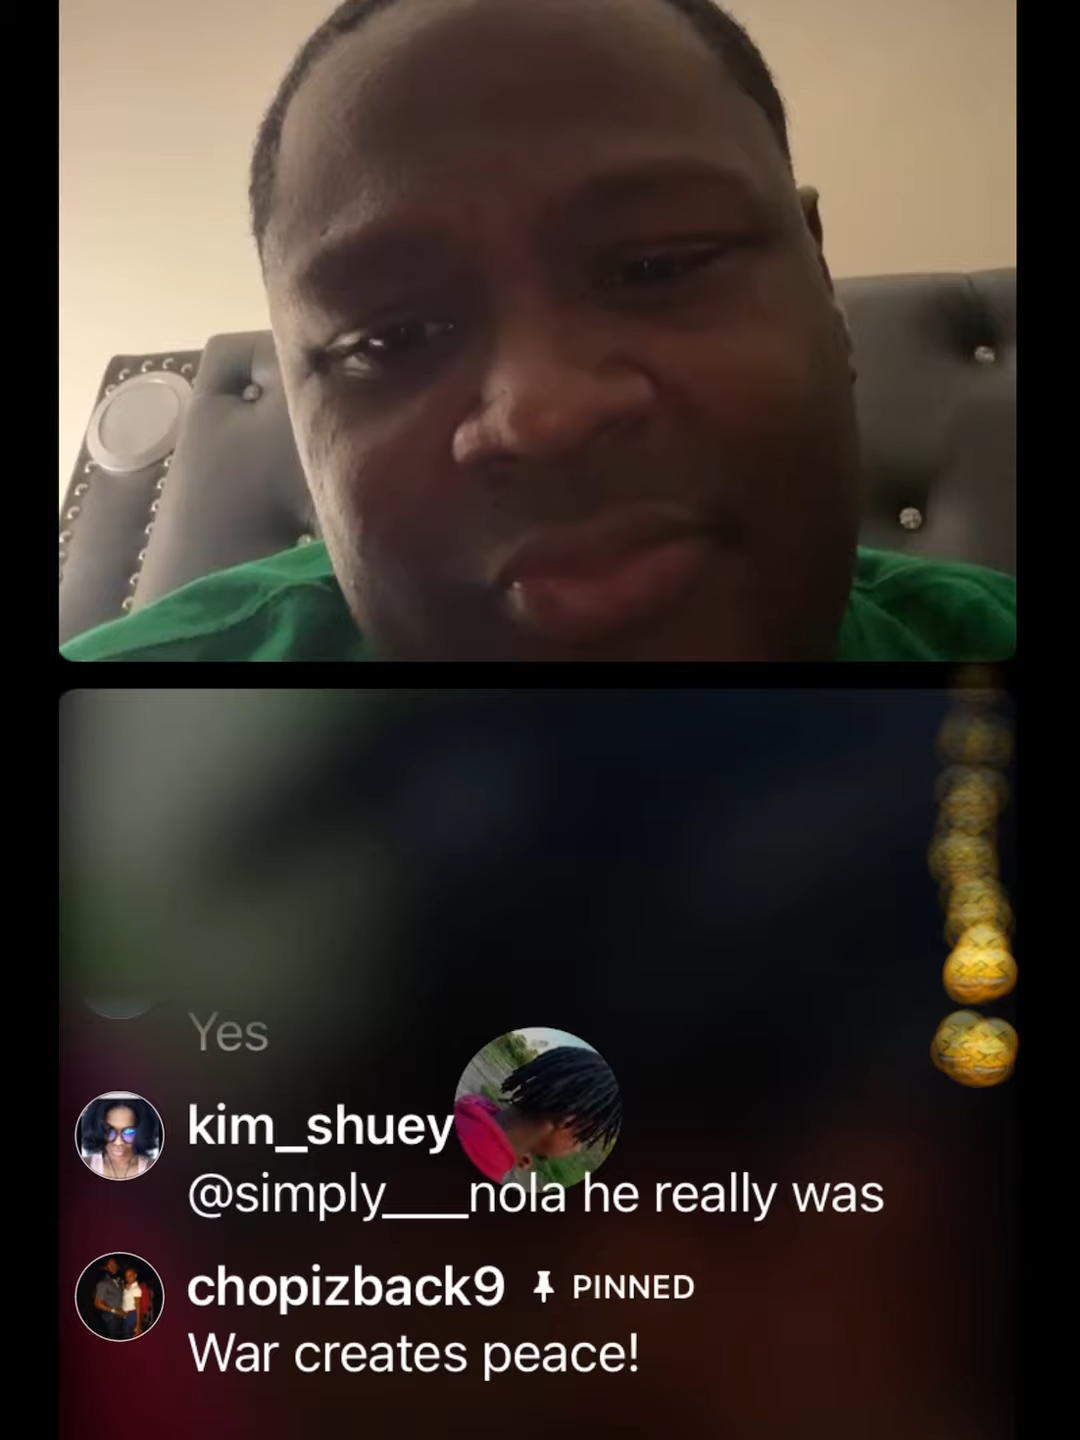 Yes
kim_shuey
@simply___nola he really was
chopizback9 PINNED
War creates peace!